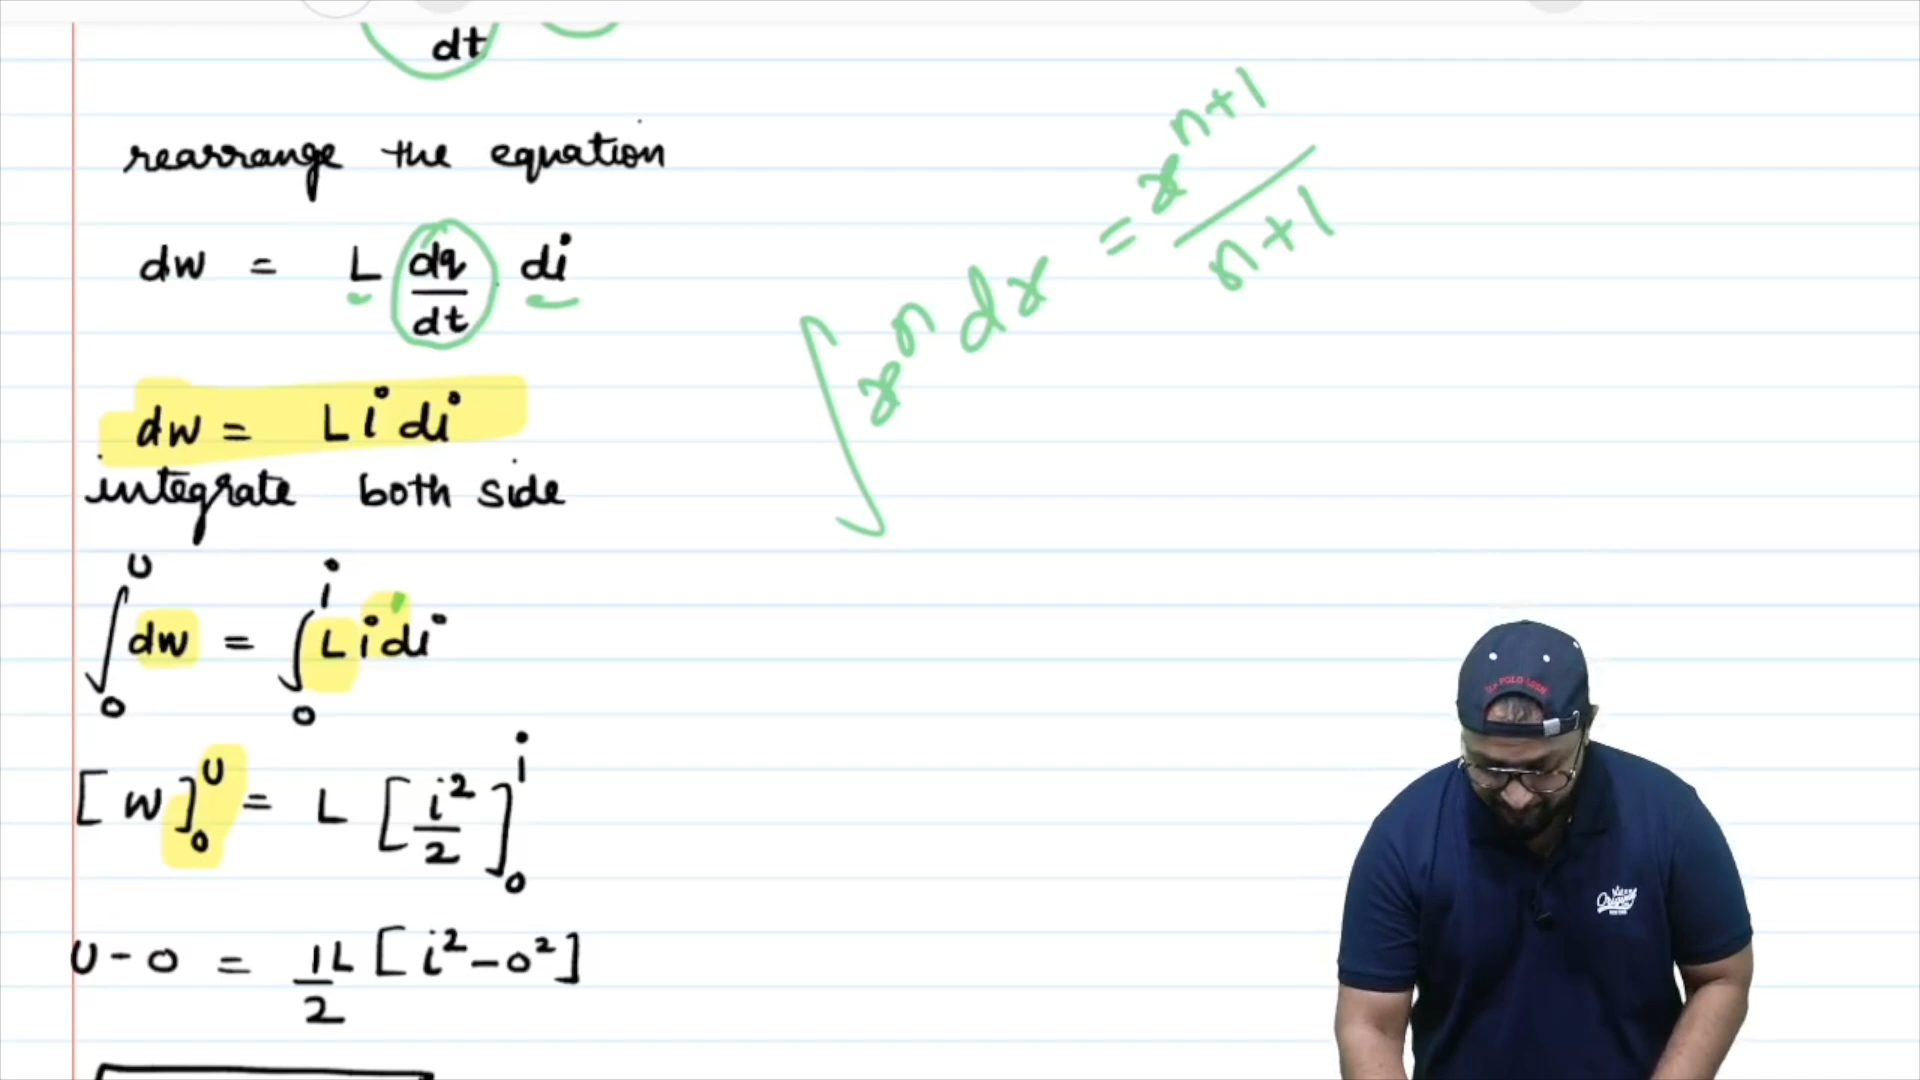 dt
rearrange the equation
dw = L dq/dt . di
dw = L i di
integrate both side
∫₀ᵁ dw = ∫₀ⁱ L i di
[ w ]₀ᵁ = L [ i²/2 ]₀ⁱ
U - 0 = 1/2 L [ i² - 0² ]
∫ xⁿ dx = xⁿ⁺¹/n+1
Original